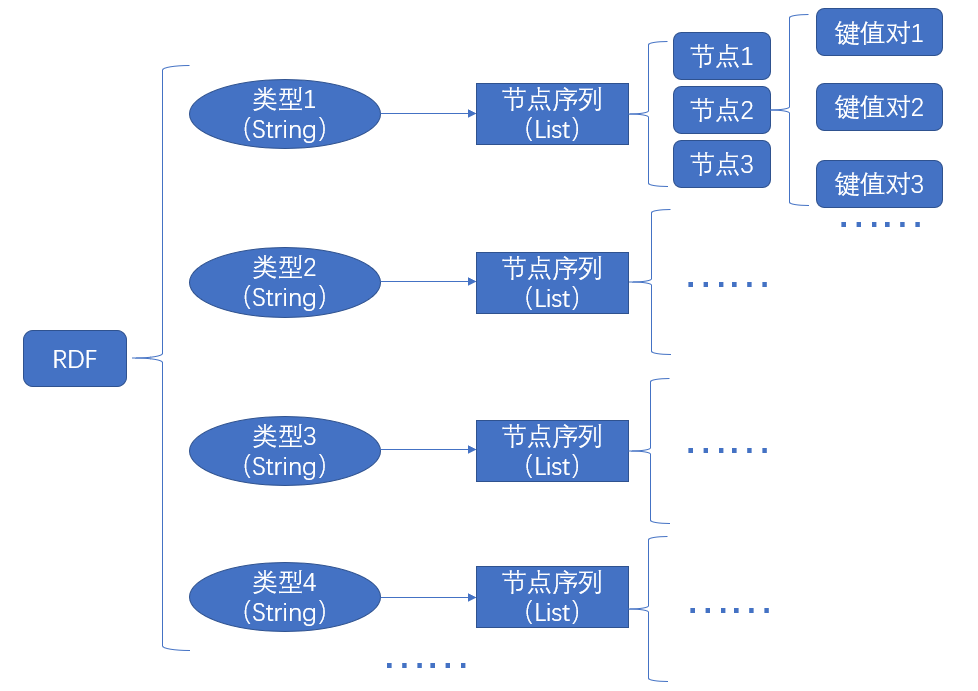 键值对1
节点1
类型1
（String）
节点序列
（List）
节点2
键值对2
节点3
键值对3
……
类型2
（String）
节点序列
（List）
……
RDF
类型3
（String）
节点序列
（List）
……
类型4
（String）
节点序列
（List）
……
……